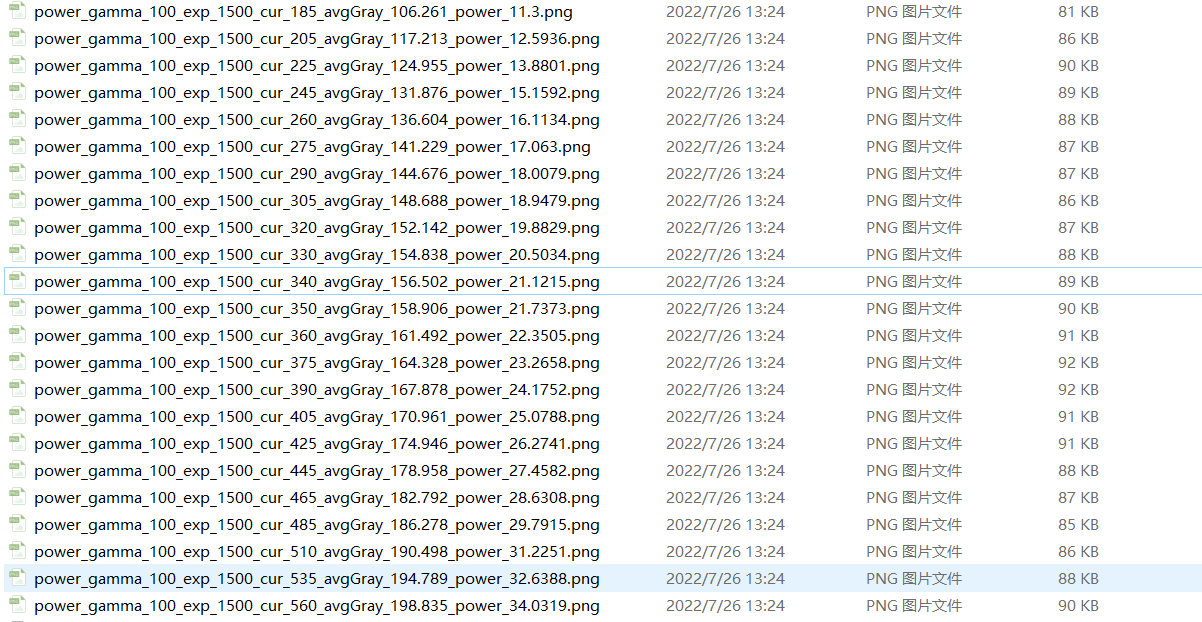 power_gamma_100_exp_1500_cur_185_avgGray_106.261_power_11.3.png 2022/7/26 13:24 PNG 图片文件 81 KB
power_gamma_100_exp_1500_cur_205_avgGray_117.213_power_12.5936.png 2022/7/26 13:24 PNG 图片文件 86 KB
power_gamma_100_exp_1500_cur_225_avgGray_124.955_power_13.8801.png 2022/7/26 13:24 PNG 图片文件 90 KB
power_gamma_100_exp_1500_cur_245_avgGray_131.876_power_15.1592.png 2022/7/26 13:24 PNG 图片文件 89 KB
power_gamma_100_exp_1500_cur_260_avgGray_136.604_power_16.1134.png 2022/7/26 13:24 PNG 图片文件 88 KB
power_gamma_100_exp_1500_cur_275_avgGray_141.229_power_17.063.png 2022/7/26 13:24 PNG 图片文件 87 KB
power_gamma_100_exp_1500_cur_290_avgGray_144.676_power_18.0079.png 2022/7/26 13:24 PNG 图片文件 87 KB
power_gamma_100_exp_1500_cur_305_avgGray_148.688_power_18.9479.png 2022/7/26 13:24 PNG 图片文件 86 KB
power_gamma_100_exp_1500_cur_320_avgGray_152.142_power_19.8829.png 2022/7/26 13:24 PNG 图片文件 87 KB
power_gamma_100_exp_1500_cur_330_avgGray_154.838_power_20.5034.png 2022/7/26 13:24 PNG 图片文件 88 KB
power_gamma_100_exp_1500_cur_340_avgGray_156.502_power_21.1215.png 2022/7/26 13:24 PNG 图片文件 89 KB
power_gamma_100_exp_1500_cur_350_avgGray_158.906_power_21.7373.png 2022/7/26 13:24 PNG 图片文件 90 KB
power_gamma_100_exp_1500_cur_360_avgGray_161.492_power_22.3505.png 2022/7/26 13:24 PNG 图片文件 91 KB
power_gamma_100_exp_1500_cur_375_avgGray_164.328_power_23.2658.png 2022/7/26 13:24 PNG 图片文件 92 KB
power_gamma_100_exp_1500_cur_390_avgGray_167.878_power_24.1752.png 2022/7/26 13:24 PNG 图片文件 92 KB
power_gamma_100_exp_1500_cur_405_avgGray_170.961_power_25.0788.png 2022/7/26 13:24 PNG 图片文件 91 KB
power_gamma_100_exp_1500_cur_425_avgGray_174.946_power_26.2741.png 2022/7/26 13:24 PNG 图片文件 91 KB
power_gamma_100_exp_1500_cur_445_avgGray_178.958_power_27.4582.png 2022/7/26 13:24 PNG 图片文件 88 KB
power_gamma_100_exp_1500_cur_465_avgGray_182.792_power_28.6308.png 2022/7/26 13:24 PNG 图片文件 87 KB
power_gamma_100_exp_1500_cur_485_avgGray_186.278_power_29.7915.png 2022/7/26 13:24 PNG 图片文件 85 KB
power_gamma_100_exp_1500_cur_510_avgGray_190.498_power_31.2251.png 2022/7/26 13:24 PNG 图片文件 86 KB
power_gamma_100_exp_1500_cur_535_avgGray_194.789_power_32.6388.png 2022/7/26 13:24 PNG 图片文件 88 KB
power_gamma_100_exp_1500_cur_560_avgGray_198.835_power_34.0319.png 2022/7/26 13:24 PNG 图片文件 90 KB